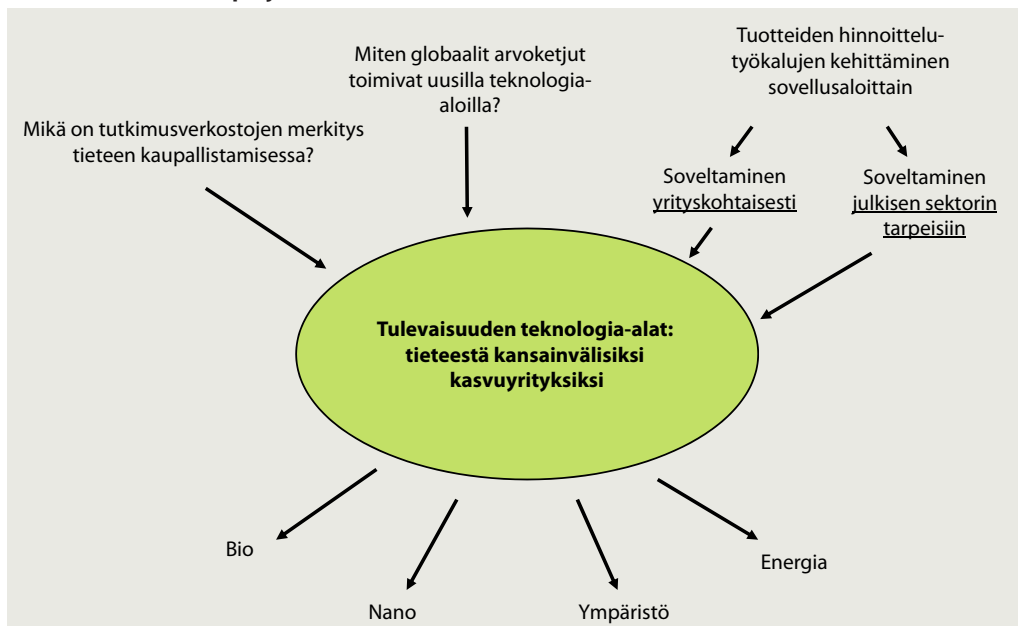 Mikä on tutkimusverkostojen merkitys
tieteen kaupallistamisessa?
Miten globaalit arvoketjut
toimivat uusilla teknologia-
aloilla?
Tuotteiden hinnoittelu-
työkalujen kehittäminen
sovellusaloittain
Soveltaminen
yrityskohtaisesti
Soveltaminen
julkisen sektorin
tarpeisiin
Tulevaisuuden teknologia-alat:
tieteestä kansainvälisiksi
kasvuyrityksiksi
Bio
Nano
Ympäristö
Energia